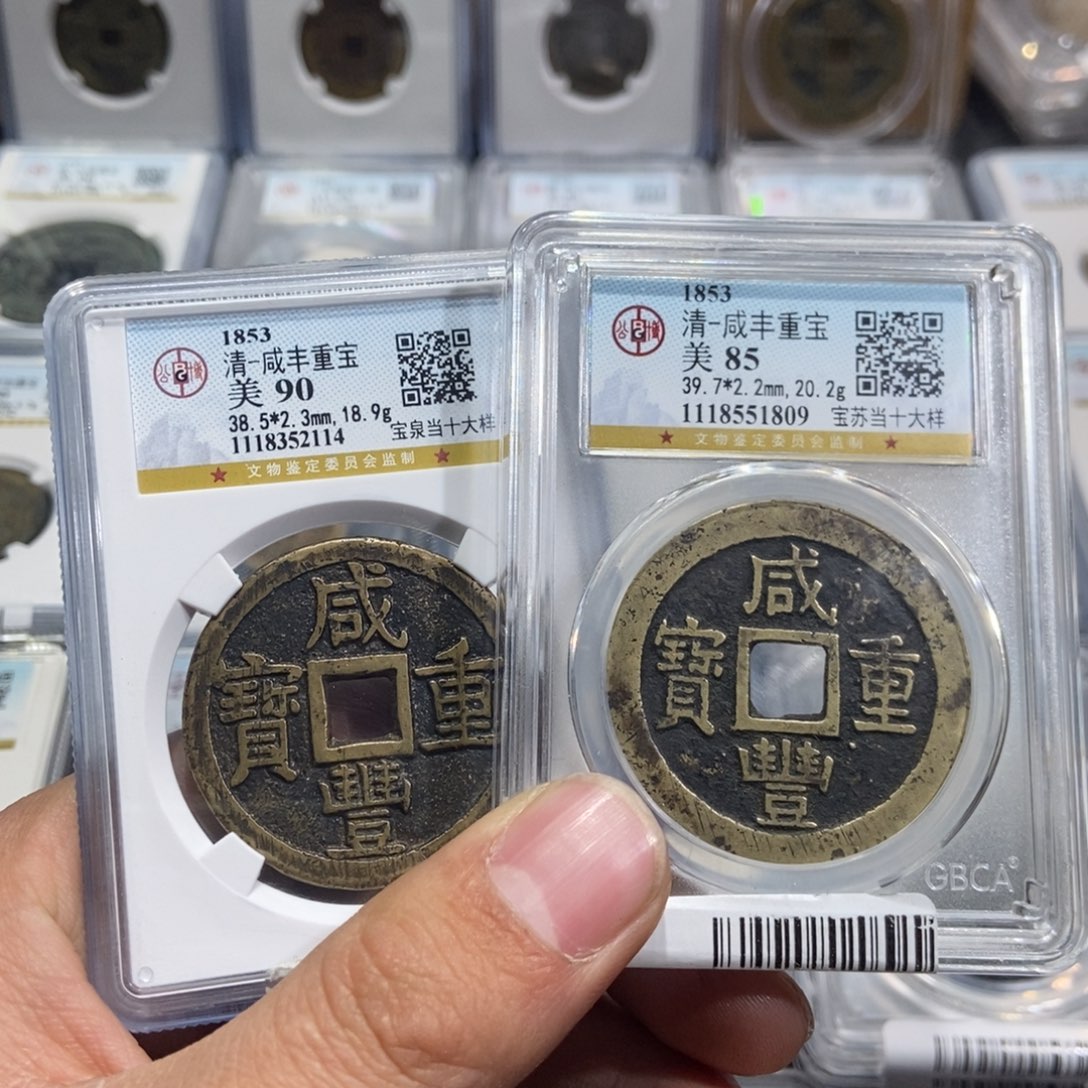 1853
清-咸丰重宝
美 90
38.5*2.3mm,18.9g
宝泉当十大样
1118352114
文物鉴定委员会监制
1853
清-咸丰重宝
美 85
39.7*2.2mm,20.2g
宝苏当十大样
1118551809
文物鉴定委员会监制
咸
寶 重
豐
咸
寶 重
豐
GBCA